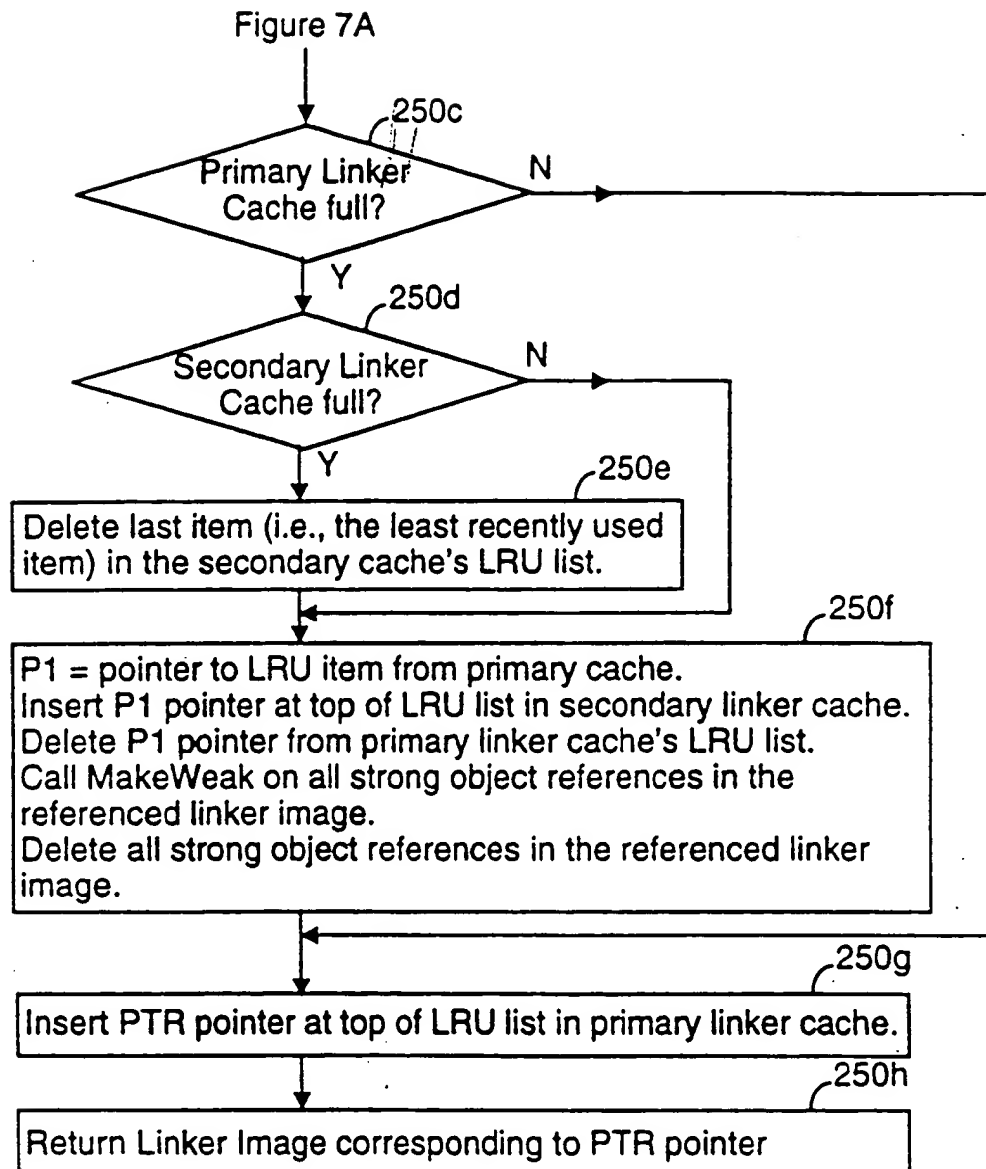 Figure 7A
250c
Primary Linker
Cache full?
N
Y
250d
Secondary Linker
Cache full?
N
Y
250e
Delete last item (i.e., the least recently used
item) in the secondary cache's LRU list.
250f
P1 = pointer to LRU item from primary cache.
Insert P1 pointer at top of LRU list in secondary linker cache.
Delete P1 pointer from primary linker cache's LRU list.
Call MakeWeak on all strong object references in the
referenced linker image.
Delete all strong object references in the referenced linker
image.
250g
Insert PTR pointer at top of LRU list in primary linker cache.
250h
Return Linker Image corresponding to PTR pointer